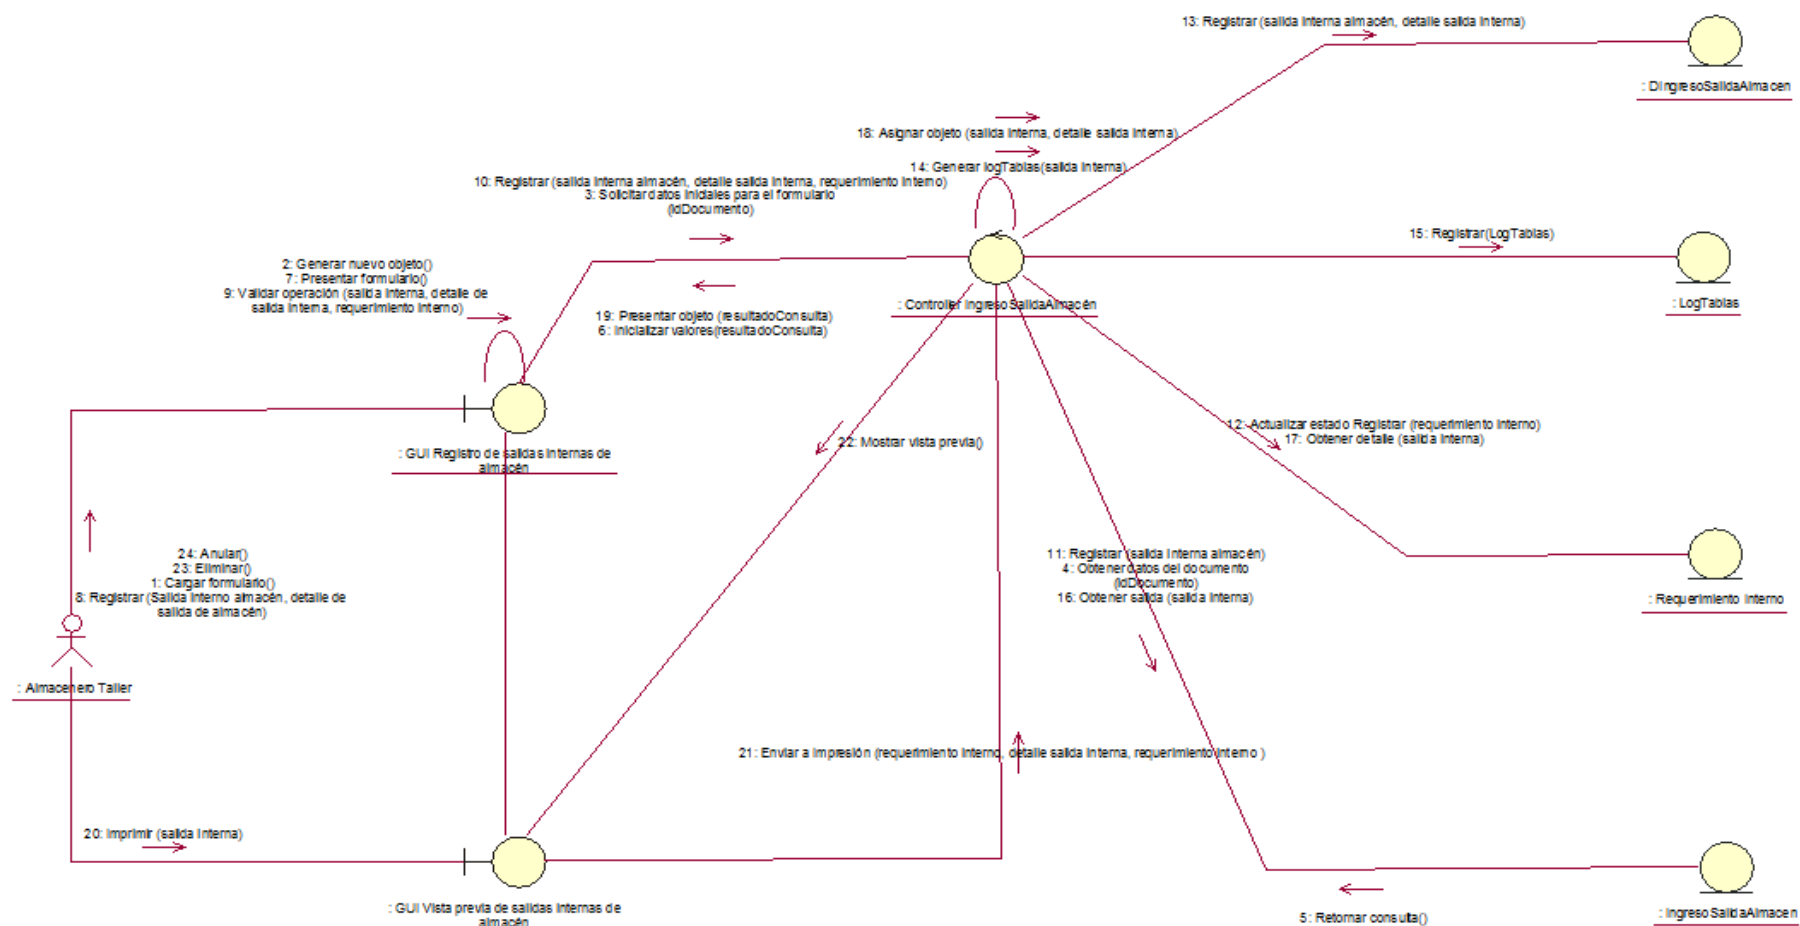 13: Registrar (salida interna almacén, detalle salida interna)
: DIngresoSalidaAlmacen
18: Asignar objeto (salida interna, detalle salida interna)
14: Generar logTablas(salida interna)
10: Registrar (salida interna almacén, detalle salida interna, requerimiento interno)
3: Solicitar datos iniciales para el formulario
(idDocumento)
15: Registrar(LogTablas)
2: Generar nuevo objeto()
7: Presentar formulario()
9: Validar operación (salida interna, detalle de
salida interna, requerimiento interno)
: Controller IngresoSalidaAlmacén
: LogTablas
19: Presentar objeto (resultadoConsulta)
6: Inicializar valores(resultadoConsulta)
: GUI Registro de salidas internas de
almacén
22: Mostrar vista previa()
12: Actualizar estado Registrar (requerimiento interno)
17: Obtener detalle (salida interna)
24: Anular()
23: Eliminar()
1: Cargar formulario()
8: Registrar (Salida interno almacén, detalle de
salida de almacén)
11: Registrar (salida interna almacén)
4: Obtener datos del documento
(idDocumento)
16: Obtener salida (salida interna)
: Requerimiento interno
: Almacenero Taller
21: Enviar a impresión (requerimiento interno, detalle salida interna, requerimiento interno )
20: Imprimir (salida interna)
: GUI Vista previa de salidas internas de
almacén
5: Retornar consulta()
: IngresoSalidaAlmacen